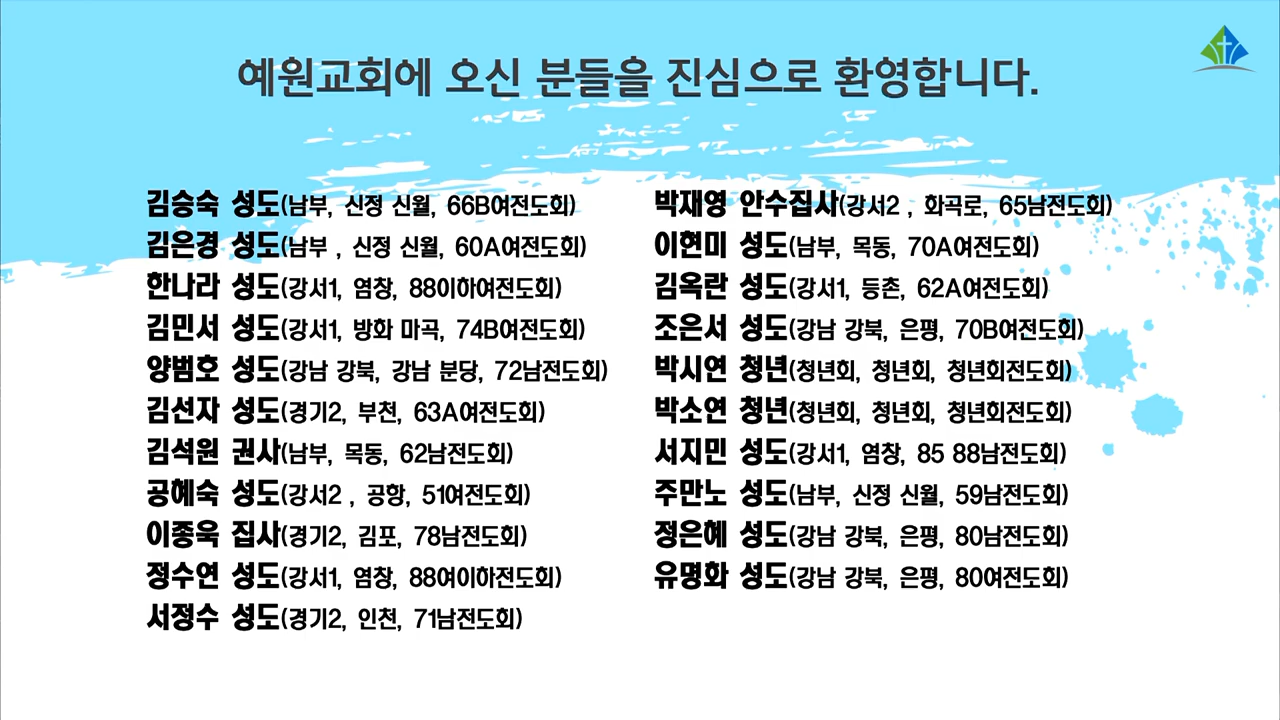 예원교회에 오신 분들을 진심으로 환영합니다.
김승숙 성도(남부, 신정 신월, 66B여전도회)
김은경 성도(남부 , 신정 신월, 60A여전도회)
한나라 성도(강서1, 염창, 88이하여전도회)
김민서 성도(강서1, 방화 마곡, 74B여전도회)
양범호 성도(강남 강북, 강남 분당, 72남전도회)
김선자 성도(경기2, 부천, 63A여전도회)
김석원 권사(남부, 목동, 62남전도회)
공혜숙 성도(강서2 , 공항, 51여전도회)
이종욱 집사(경기2, 김포, 78남전도회)
정수연 성도(강서1, 염창, 88여이하전도회)
서정수 성도(경기2, 인천, 71남전도회)
박재영 안수집사(강서2 , 화곡로, 65남전도회)
이현미 성도(남부, 목동, 70A여전도회)
김옥란 성도(강서1, 등촌, 62A여전도회)
조은서 성도(강남 강북, 은평, 70B여전도회)
박시연 청년(청년회, 청년회, 청년회전도회)
박소연 청년(청년회, 청년회, 청년회전도회)
서지민 성도(강서1, 염창, 85 88남전도회)
주만노 성도(남부, 신정 신월, 59남전도회)
정은혜 성도(강남 강북, 은평, 80남전도회)
유명화 성도(강남 강북, 은평, 80여전도회)